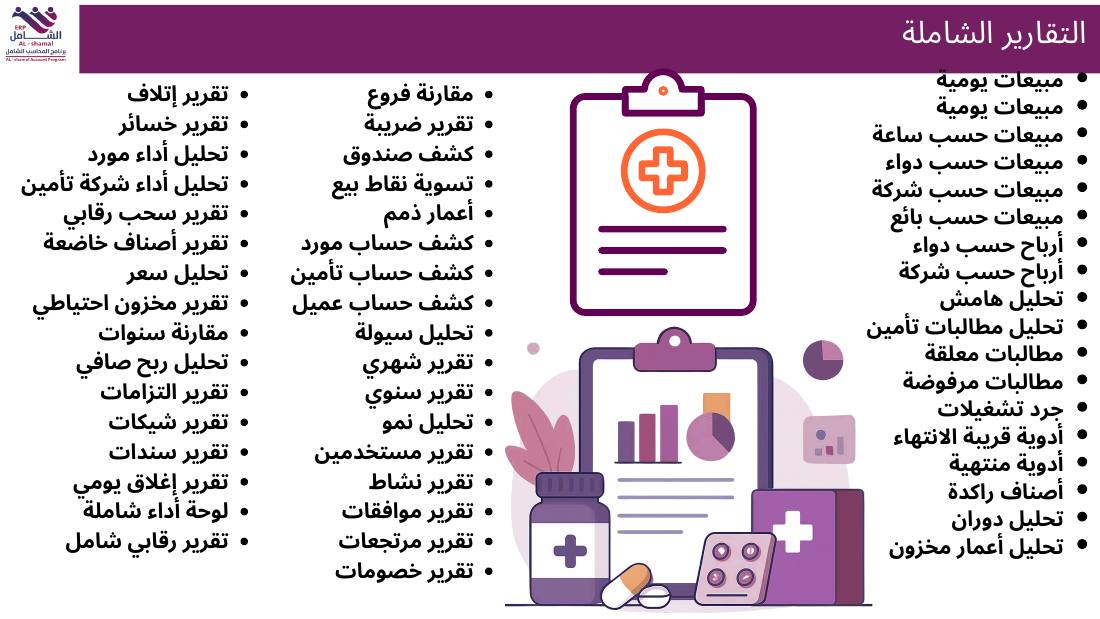 التقارير الشاملة
ERP
الشـــامل
AL - shamal
برنامج المحاسب الشامل
AL - shamal Account Program
مبيعات يومية
مبيعات يومية
مبيعات حسب ساعة
مبيعات حسب دواء
مبيعات حسب شركة
مبيعات حسب بائع
أرباح حسب دواء
أرباح حسب شركة
تحليل هامش
تحليل مطالبات تأمين
مطالبات معلقة
مطالبات مرفوضة
جرد تشغيلات
أدوية قريبة الانتهاء
أدوية منتهية
أصناف راكدة
تحليل دوران
تحليل أعمار مخزون
مقارنة فروع
تقرير ضريبة
كشف صندوق
تسوية نقاط بيع
أعمار ذمم
كشف حساب مورد
كشف حساب تأمين
كشف حساب عميل
تحليل سيولة
تقرير شهري
تقرير سنوي
تحليل نمو
تقرير مستخدمين
تقرير نشاط
تقرير موافقات
تقرير مرتجعات
تقرير خصومات
تقرير إتلاف
تقرير خسائر
تحليل أداء مورد
تحليل أداء شركة تأمين
تقرير سحب رقابي
تقرير أصناف خاضعة
تحليل سعر
تقرير مخزون احتياطي
مقارنة سنوات
تحليل ربح صافي
تقرير التزامات
تقرير شيكات
تقرير سندات
تقرير إغلاق يومي
لوحة أداء شاملة
تقرير رقابي شامل